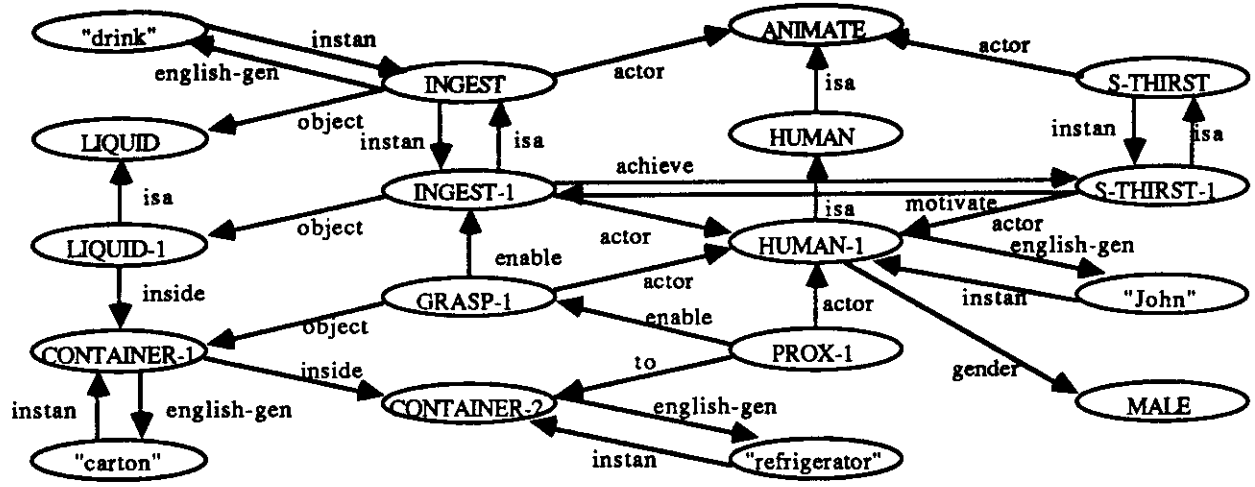 "drink"
instan
english-gen
ANIMATE
actor
actor
INGEST
S-THIRST
object
isa
LIQUID
instan
isa
HUMAN
instan
isa
achieve
INGEST-1
S-THIRST-1
isa
motivate
isa
actor
object
actor
LIQUID-1
HUMAN-1
english-gen
enable
inside
GRASP-1
actor
instan
"John"
object
enable
actor
CONTAINER-1
PROX-1
inside
to
gender
instan
english-gen
CONTAINER-2
english-gen
MALE
"carton"
instan
"refrigerator"